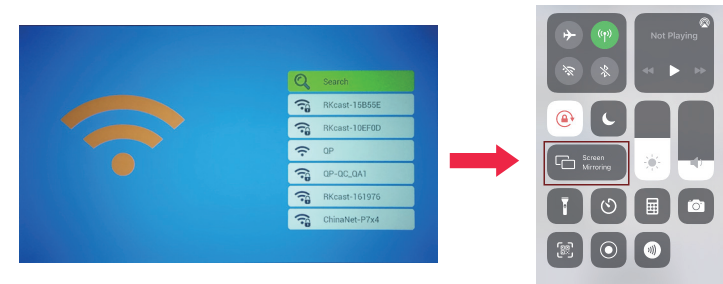 Search
RKcast-15B55E
RKcast-10EF0D
QP
QP-QC_QA1
RKcast-161976
ChinaNet-P7x4
Not Playing
Screen
Mirroring